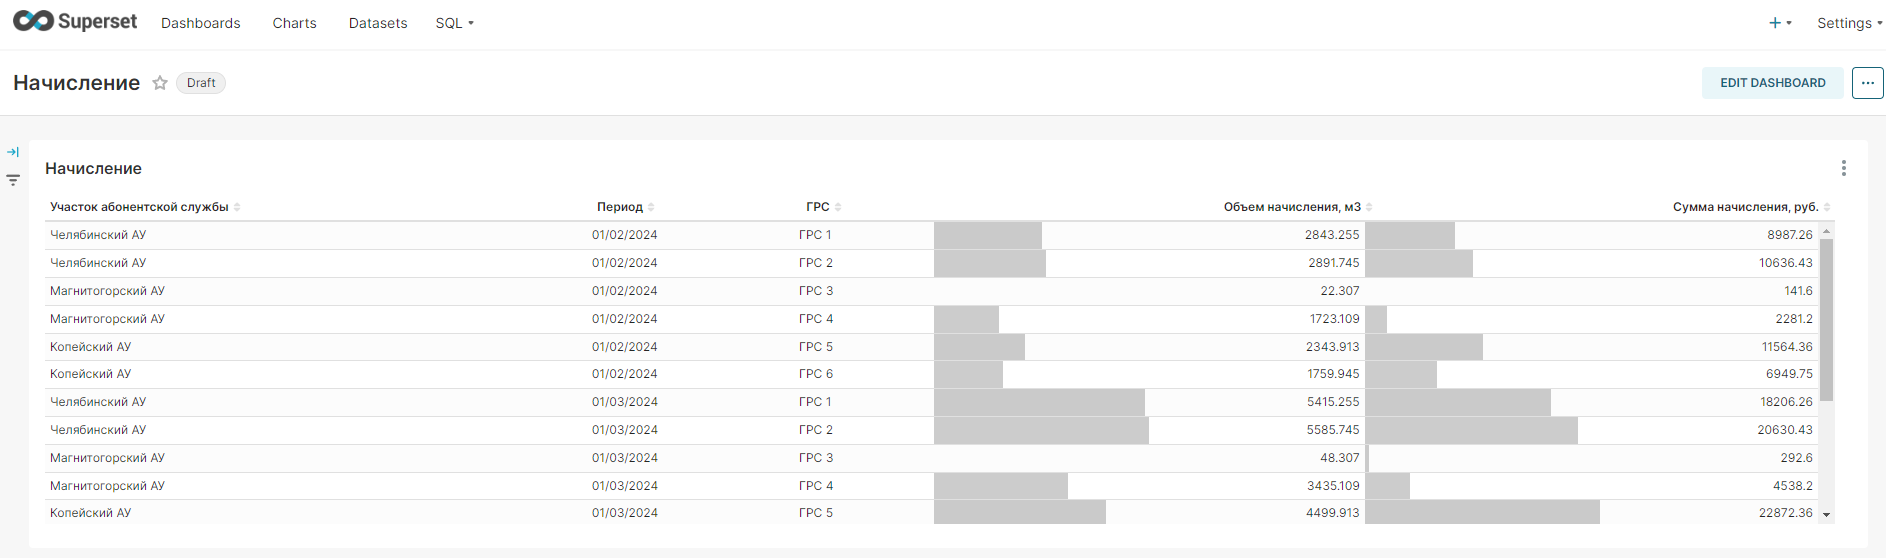 Superset Dashboards Charts Datasets SQL Settings
Начисление Draft EDIT DASHBOARD
Начисление
Участок абонентской службы Период ГРС Объем начисления, м3 Сумма начисления, руб.
Челябинский АУ 01/02/2024 ГРС 1 2843.255 8987.26
Челябинский АУ 01/02/2024 ГРС 2 2891.745 10636.43
Магнитогорский АУ 01/02/2024 ГРС 3 22.307 141.6
Магнитогорский АУ 01/02/2024 ГРС 4 1723.109 2281.2
Копейский АУ 01/02/2024 ГРС 5 2343.913 11564.36
Копейский АУ 01/02/2024 ГРС 6 1759.945 6949.75
Челябинский АУ 01/03/2024 ГРС 1 5415.255 18206.26
Челябинский АУ 01/03/2024 ГРС 2 5585.745 20630.43
Магнитогорский АУ 01/03/2024 ГРС 3 48.307 292.6
Магнитогорский АУ 01/03/2024 ГРС 4 3435.109 4538.2
Копейский АУ 01/03/2024 ГРС 5 4499.913 22872.36